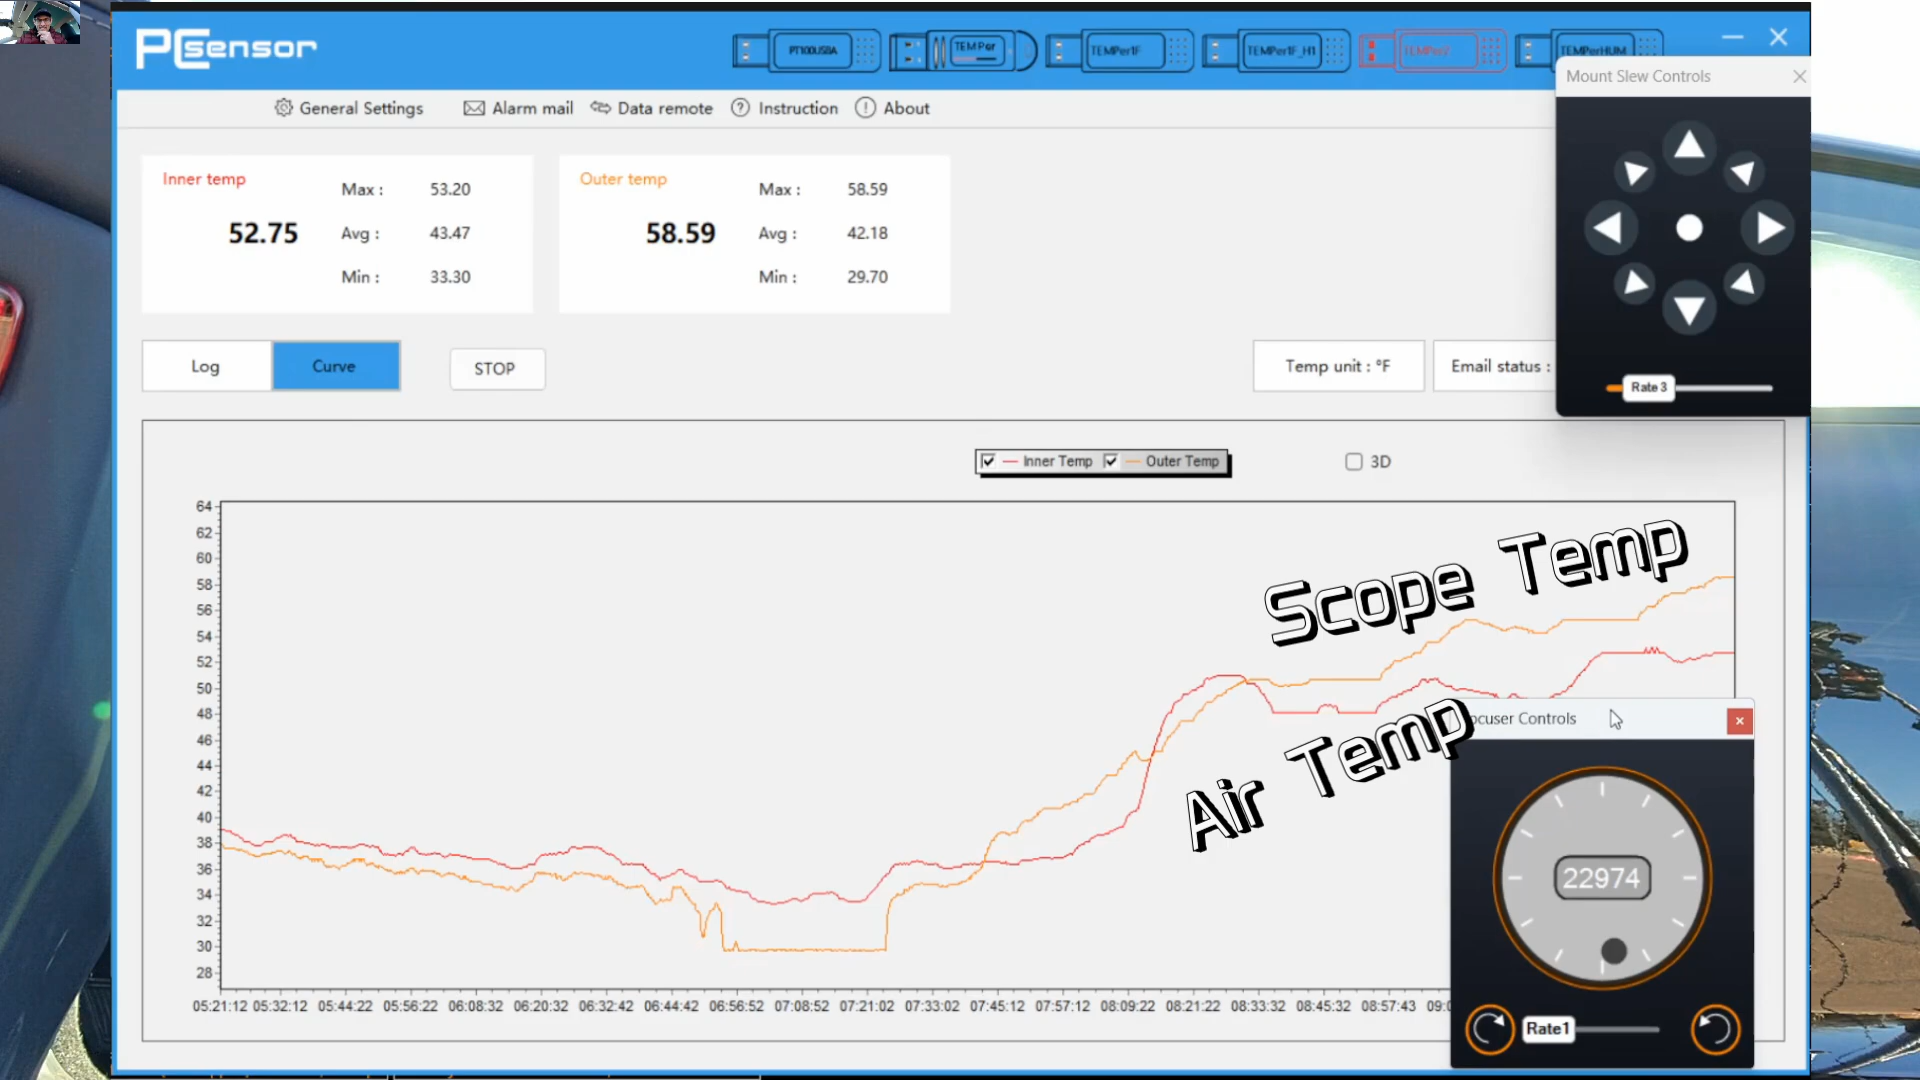 PCsensor
PT100USBA
TEMPer
TEMPer1F
TEMPer1F_H1
TEMPer2
TEMPerHUM
Mount Slew Controls
General Settings
Alarm mail
Data remote
Instruction
About
Inner temp
Max : 53.20
52.75
Avg : 43.47
Min : 33.30
Outer temp
Max : 58.59
58.59
Avg : 42.18
Min : 29.70
Rate 3
Log
Curve
STOP
Temp unit : °F
Email status :
Inner Temp
Outer Temp
3D
64
62
60
58
56
54
52
50
48
46
44
42
40
38
36
34
32
30
28
Scope Temp
Air Temp
ocuser Controls
22974
Rate1
05:21:12 05:32:12 05:44:22 05:56:22 06:08:32 06:20:32 06:32:42 06:44:42 06:56:52 07:08:52 07:21:02 07:33:02 07:45:12 07:57:12 08:09:22 08:21:22 08:33:32 08:45:32 08:57:43 09:0